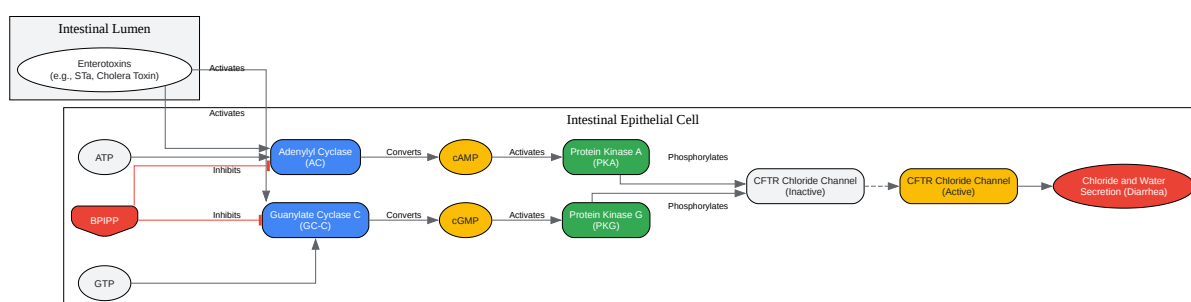 Intestinal Lumen
Enterotoxins
(e.g., STa, Cholera Toxin)
Activates
Activates
Intestinal Epithelial Cell
ATP
Adenylyl Cyclase
(AC)
Converts
cAMP
Activates
Protein Kinase A
(PKA)
Phosphorylates
Inhibits
CFTR Chloride Channel
(Inactive)
CFTR Chloride Channel
(Active)
Chloride and Water
Secretion (Diarrhea)
BPIPP
Inhibits
Guanylate Cyclase C
(GC-C)
Converts
cGMP
Activates
Protein Kinase G
(PKG)
Phosphorylates
GTP